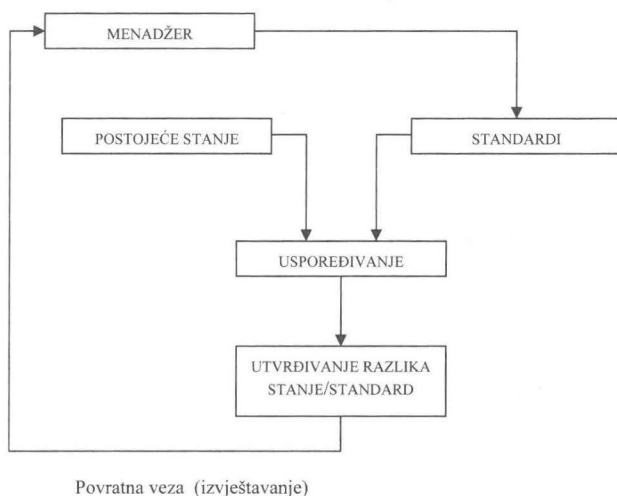 MENADŽER
POSTOJEĆE STANJE
STANDARDI
USPOREĐIVANJE
UTVRĐIVANJE RAZLIKA
STANJE/STANDARD
Povratna veza (izvještavanje)